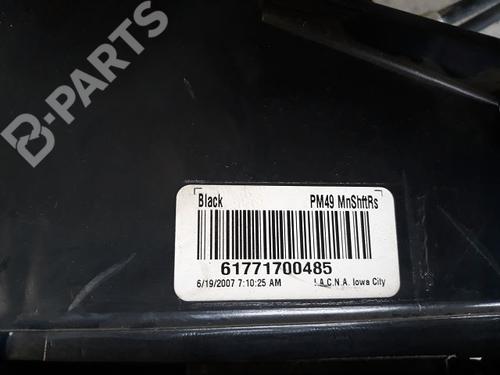 B-PARTS
Black PM49 MnShftRs
61771700485
6/19/2007 7:10:25 AM I.A.C.N.A. Iowa City